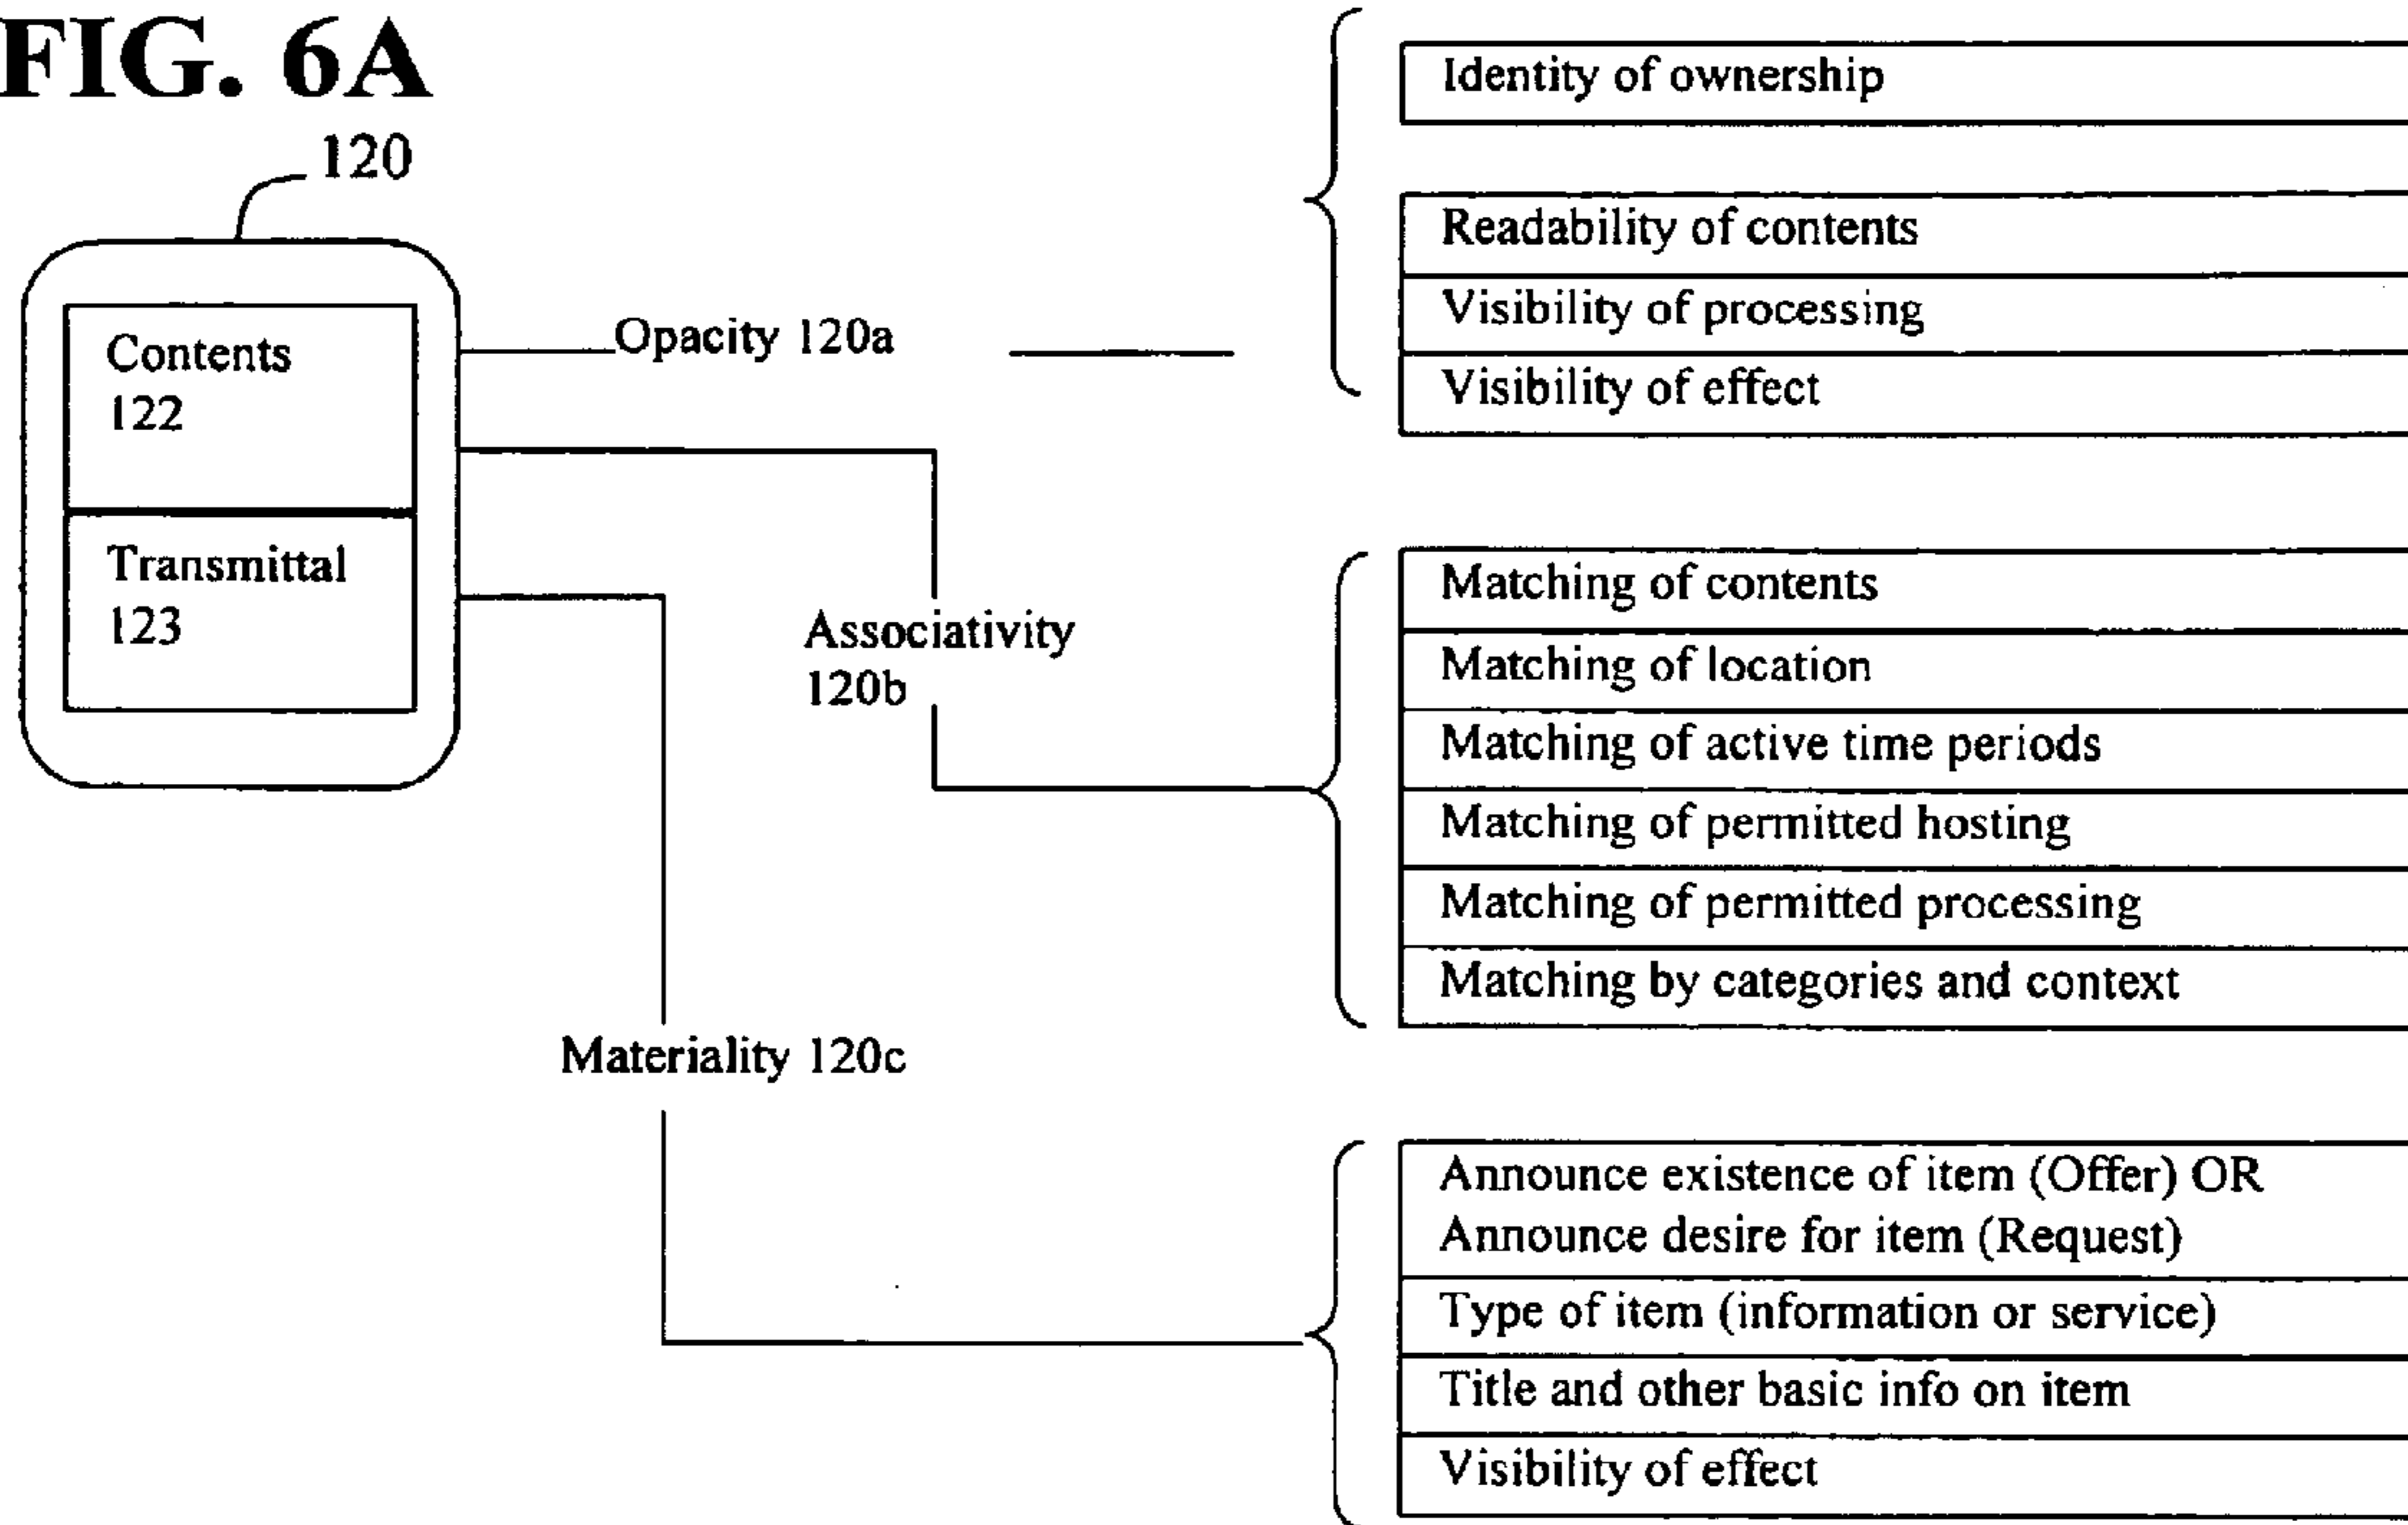 FIG. 6A
120
Contents
122
Transmittal
123
Opacity 120a
Associativity
120b
Materiality 120c
Identity of ownership
Readability of contents
Visibility of processing
Visibility of effect
Matching of contents
Matching of location
Matching of active time periods
Matching of permitted hosting
Matching of permitted processing
Matching by categories and context
Announce existence of item (Offer) OR
Announce desire for item (Request)
Type of item (information or service)
Title and other basic info on item
Visibility of effect